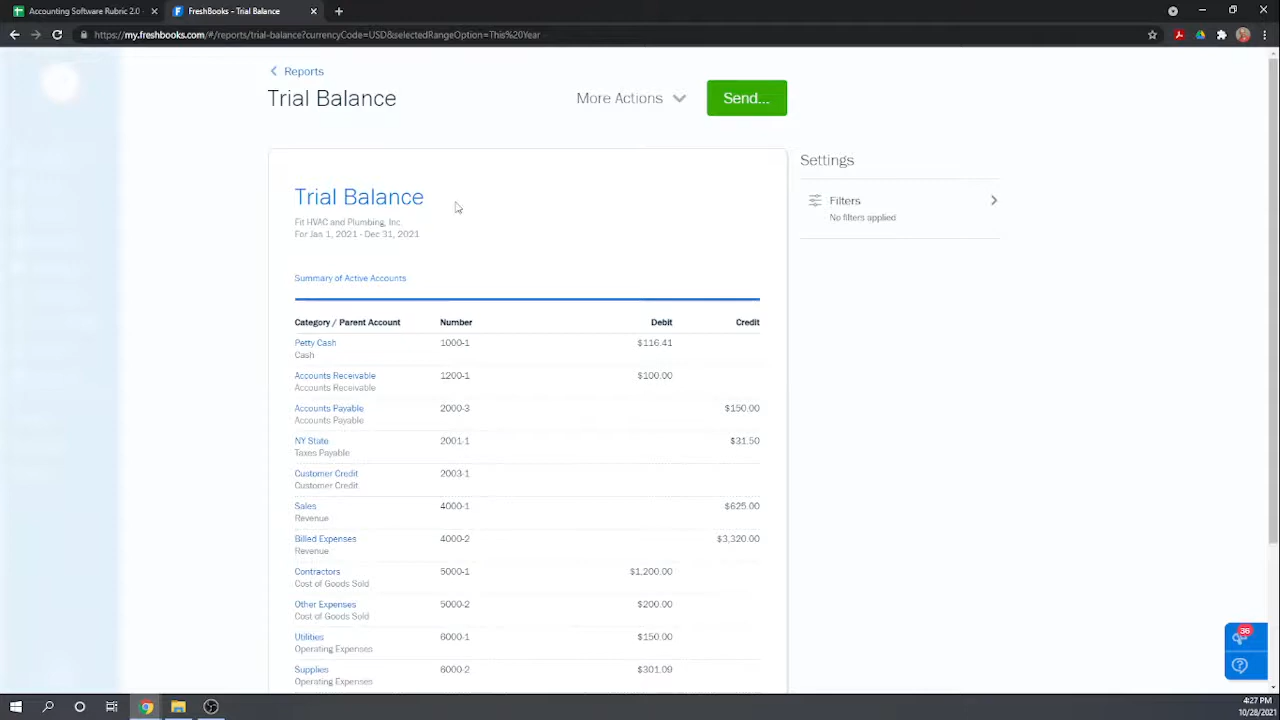 Accounting Software Rubric 2.0
FreshBooks - Trial Balance
https://my.freshbooks.com/#/reports/trial-balance?currencyCode=USD&selectedRangeOption=This%20Year
Reports
Trial Balance
More Actions
Send...
Trial Balance
Fit HVAC and Plumbing, Inc.
For Jan 1, 2021 - Dec 31, 2021
Settings
Filters
No filters applied
Summary of Active Accounts
Category / Parent Account Number Debit Credit
Petty Cash 1000-1 $116.41
Cash
Accounts Receivable 1200-1 $100.00
Accounts Receivable
Accounts Payable 2000-3 $150.00
Accounts Payable
NY State 2001-1 $31.50
Taxes Payable
Customer Credit 2003-1
Customer Credit
Sales 4000-1 $625.00
Revenue
Billed Expenses 4000-2 $3,320.00
Revenue
Contractors 5000-1 $1,200.00
Cost of Goods Sold
Other Expenses 5000-2 $200.00
Cost of Goods Sold
Utilities 6000-1 $150.00
Operating Expenses
Supplies 6000-2 $301.09
Operating Expenses
36
4:27 PM
10/28/2021